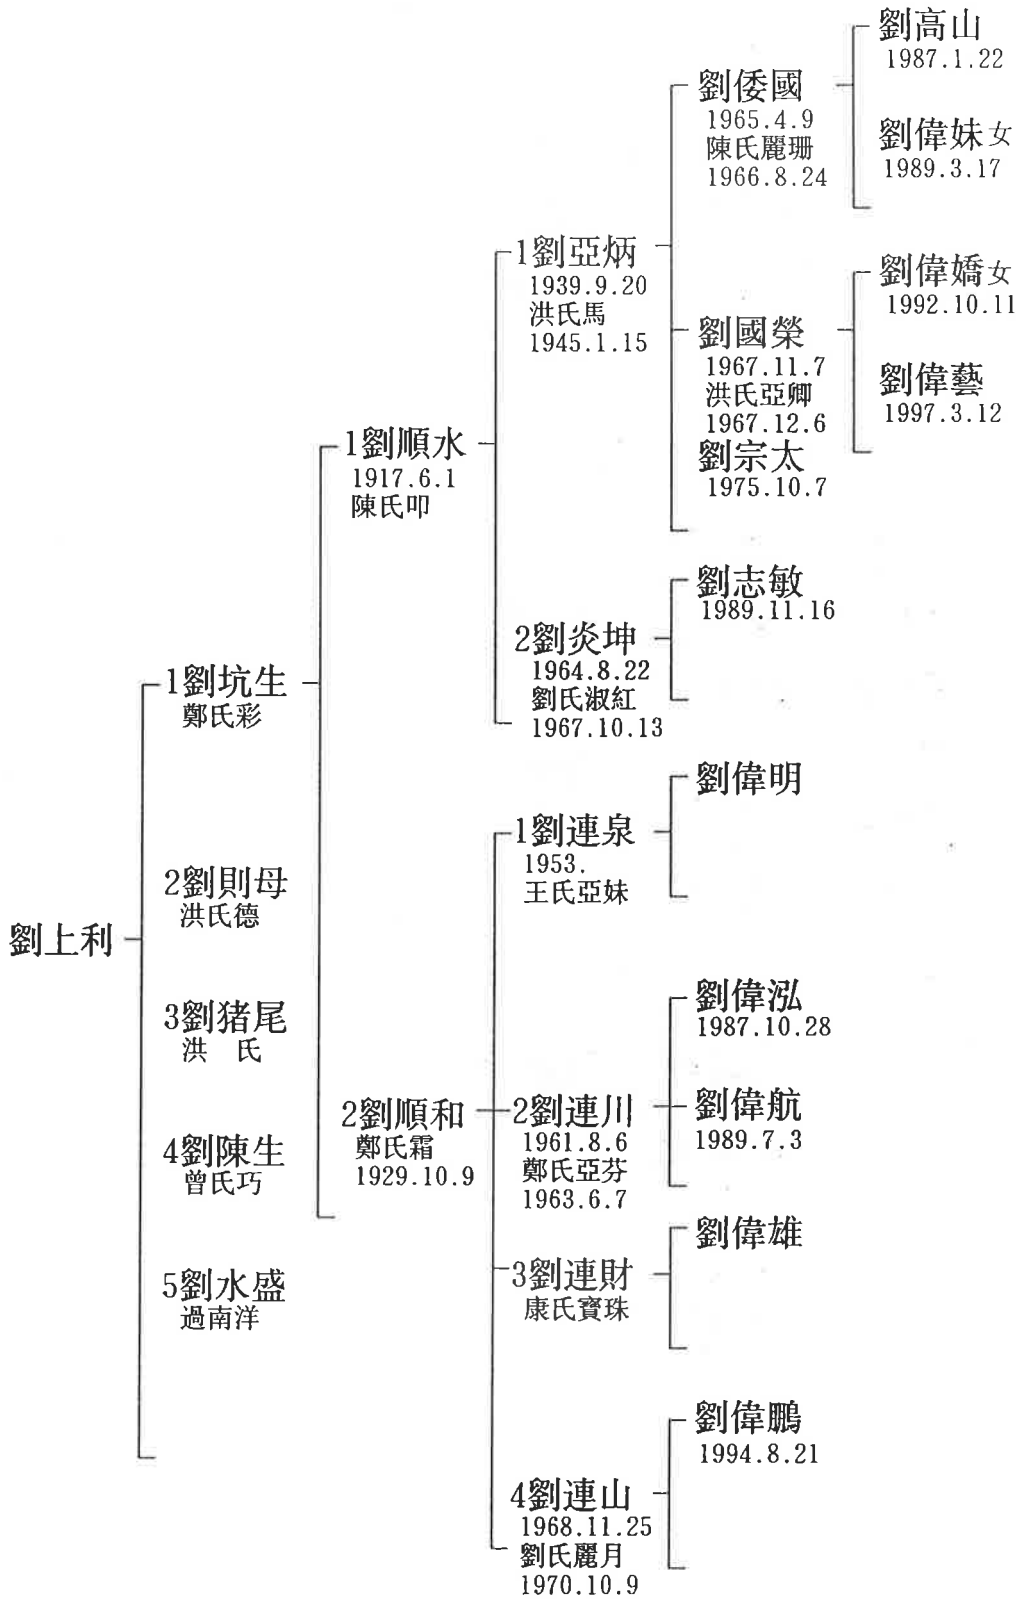 劉上利
1劉坑生
鄭氏彩
2劉則母
洪氏德
3劉猪尾
洪　氏
4劉陳生
曾氏巧
5劉水盛
過南洋
1劉順水
1917.6.1
陳氏叩
2劉順和
鄭氏霜
1929.10.9
1劉亞炳
1939.9.20
洪氏馬
1945.1.15
2劉炎坤
1964.8.22
劉氏淑紅
1967.10.13
1劉連泉
1953.
王氏亞妹
2劉連川
1961.8.6
鄭氏亞芬
1963.6.7
3劉連財
康氏寶珠
4劉連山
1968.11.25
劉氏麗月
1970.10.9
劉倭國
1965.4.9
陳氏麗珊
1966.8.24
劉國榮
1967.11.7
洪氏亞卿
1967.12.6
劉宗太
1975.10.7
劉志敏
1989.11.16
劉偉明
劉偉泓
1987.10.28
劉偉航
1989.7.3
劉偉雄
劉偉鵬
1994.8.21
劉高山
1987.1.22
劉偉妹女
1989.3.17
劉偉嬌女
1992.10.11
劉偉藝
1997.3.12